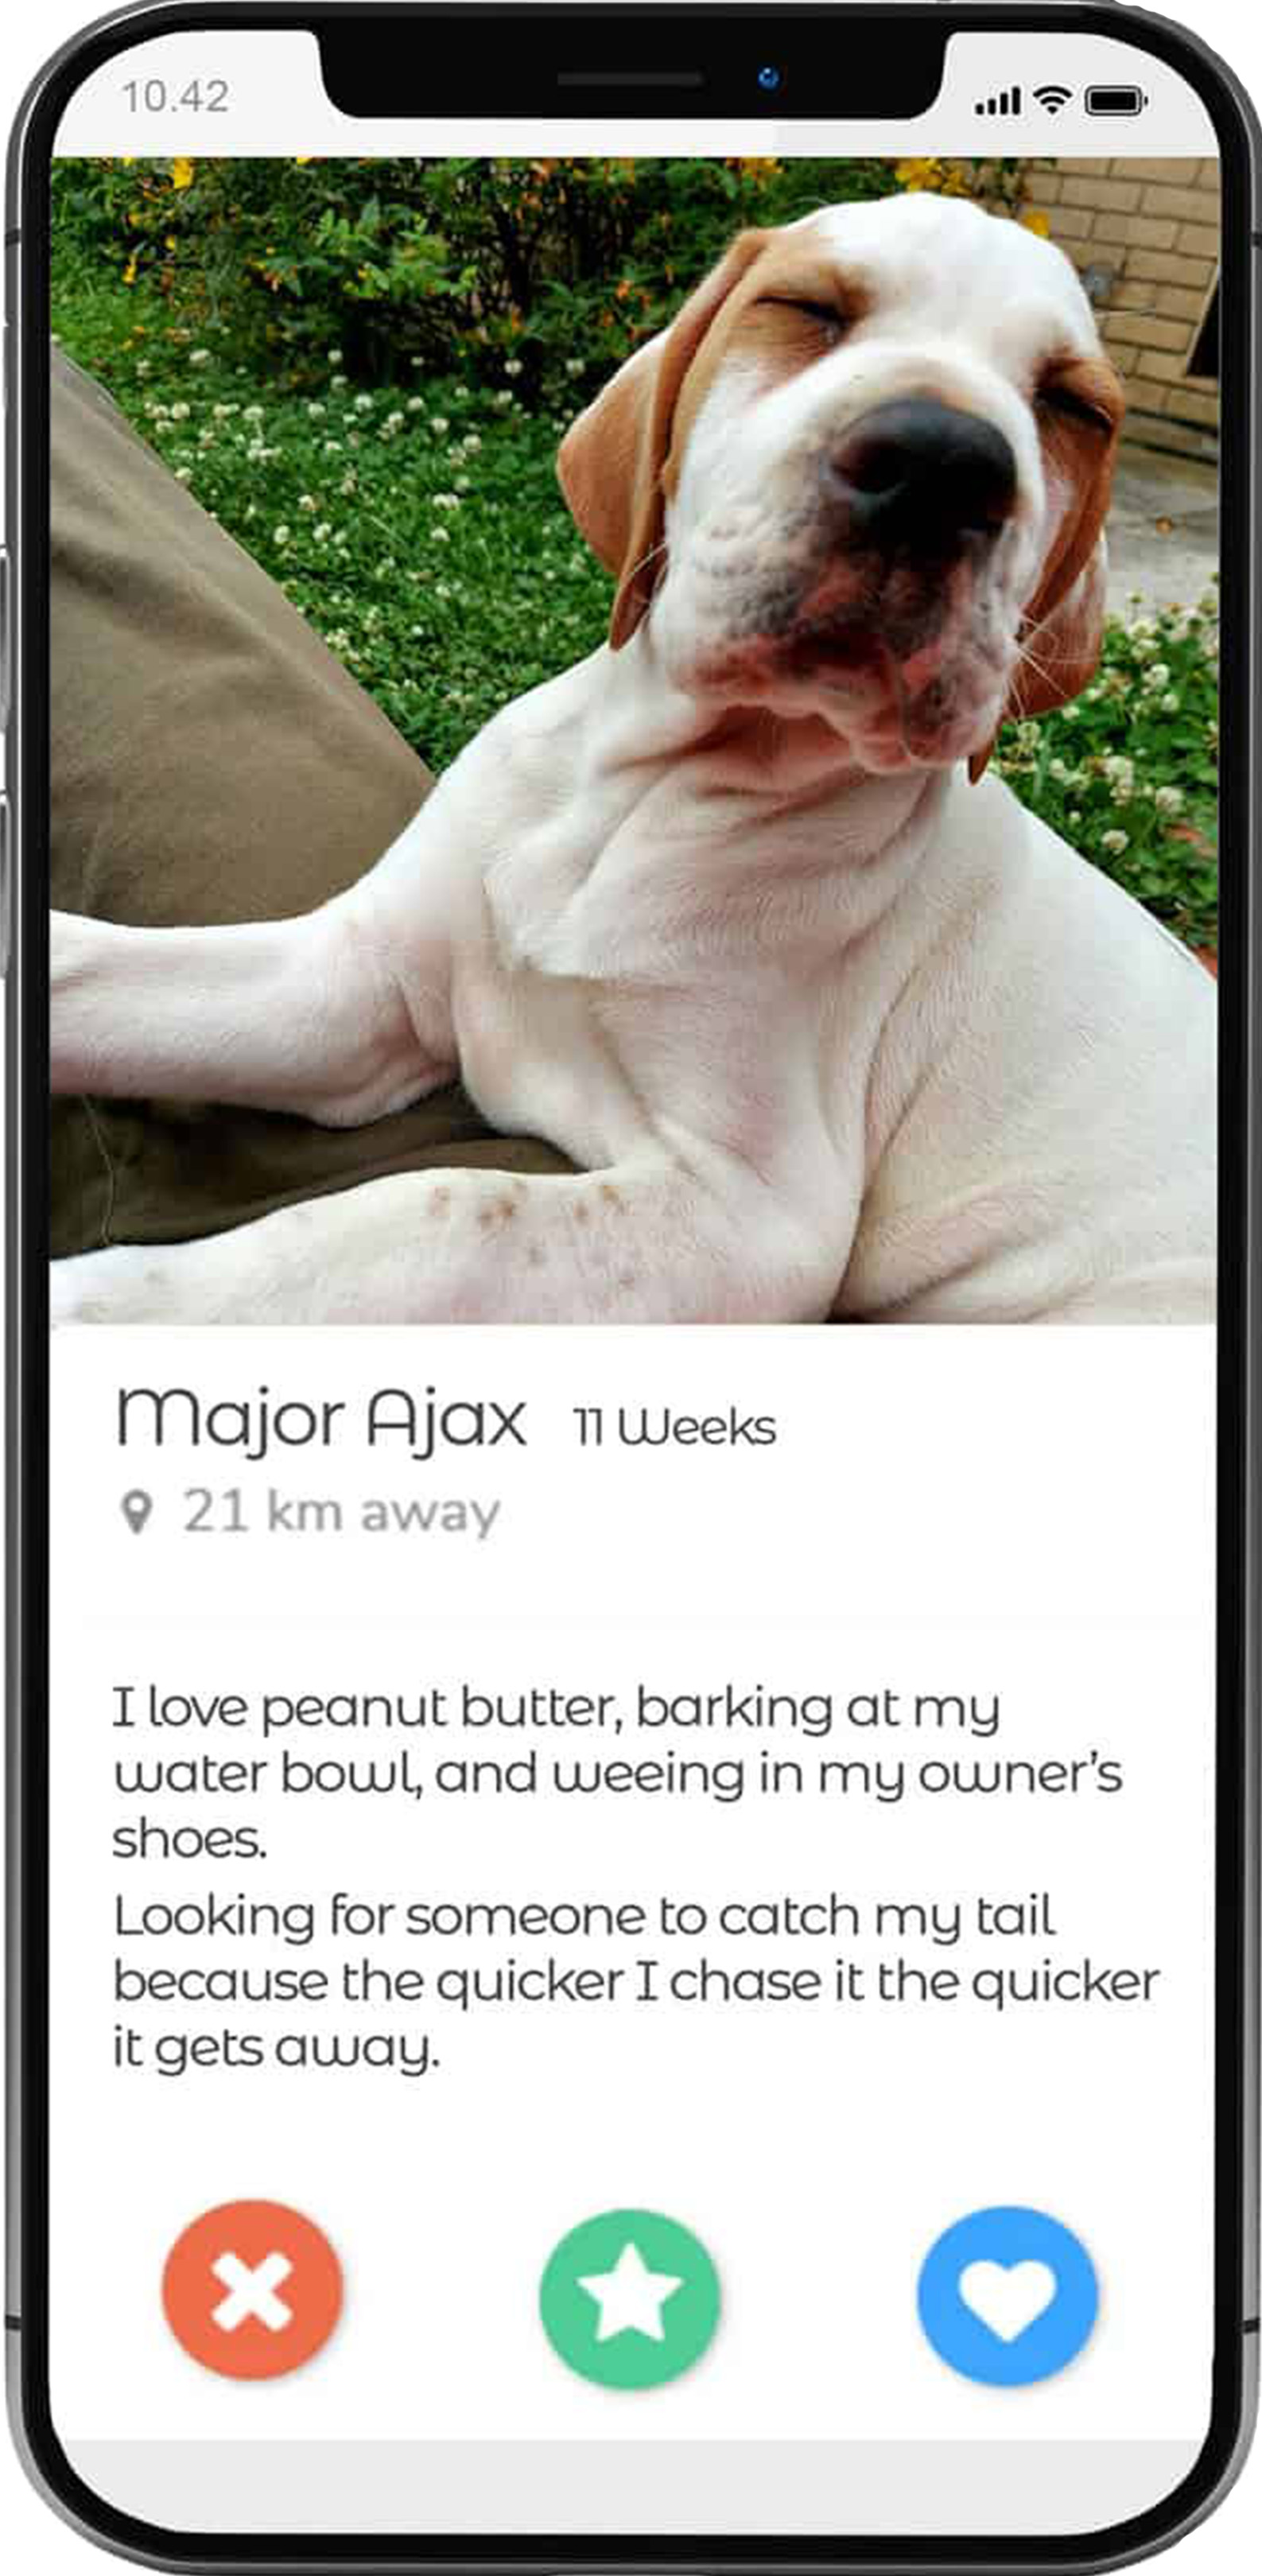 10.42
Major Ajax 11 Weeks
21 km away
I love peanut butter, barking at my
water bowl, and weeing in my owner's
shoes.
Looking for someone to catch my tail
because the quicker I chase it the quicker
it gets away.